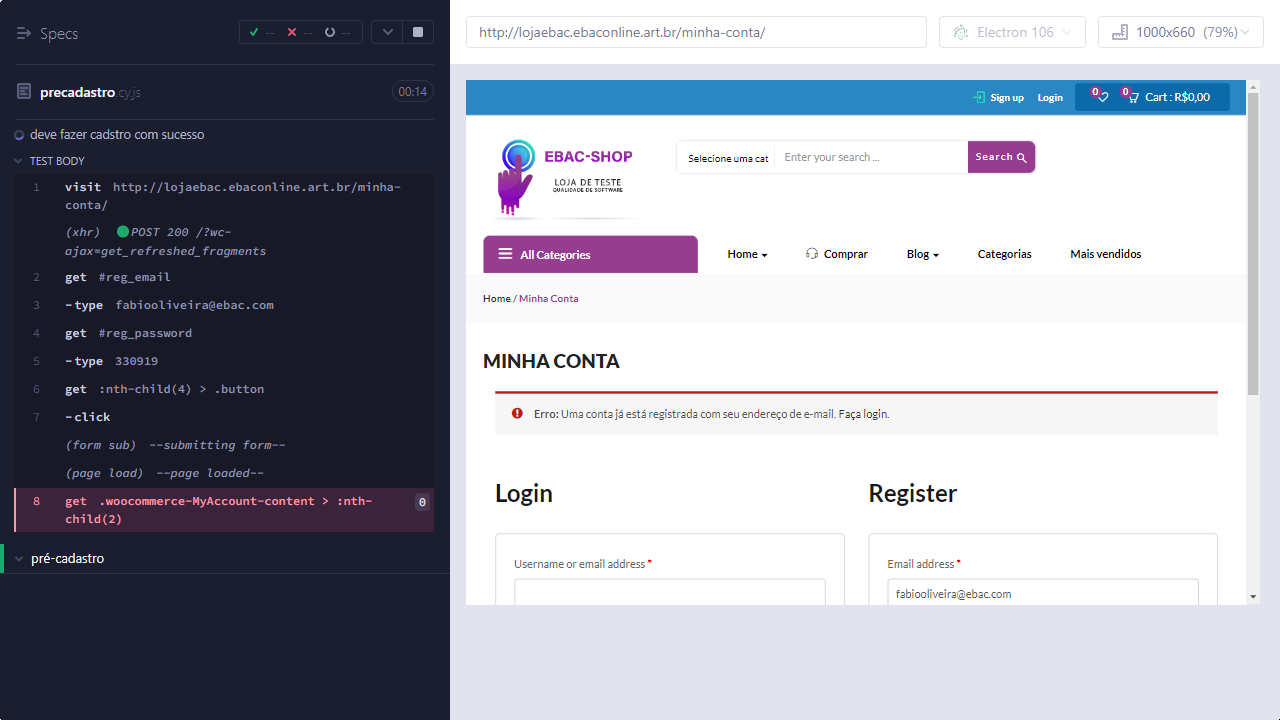 Specs
-- -- --
precadastro cy.js
00:14
deve fazer cadstro com sucesso
TEST BODY
1 visit http://lojaebac.ebaconline.art.br/minha-
conta/
(xhr) POST 200 /?wc-
ajax=get_refreshed_fragments
2 get #reg_email
3 -type fabiooliveira@ebac.com
4 get #reg_password
5 -type 330919
6 get :nth-child(4) > .button
7 -click
(form sub) --submitting form--
(page load) --page loaded--
8 get .woocommerce-MyAccount-content > :nth-
child(2)
0
pré-cadastro
http://lojaebac.ebaconline.art.br/minha-conta/
Electron 106
1000x660 (79%)
Sign up
Login
0
0
Cart : R$0,00
EBAC-SHOP
LOJA DE TESTE
QUALIDADE DE SOFTWARE
Selecione uma cat
Enter your search ...
Search
All Categories
Home
Comprar
Blog
Categorias
Mais vendidos
Home / Minha Conta
MINHA CONTA
Erro: Uma conta já está registrada com seu endereço de e-mail. Faça login.
Login
Register
Username or email address *
Email address *
fabiooliveira@ebac.com